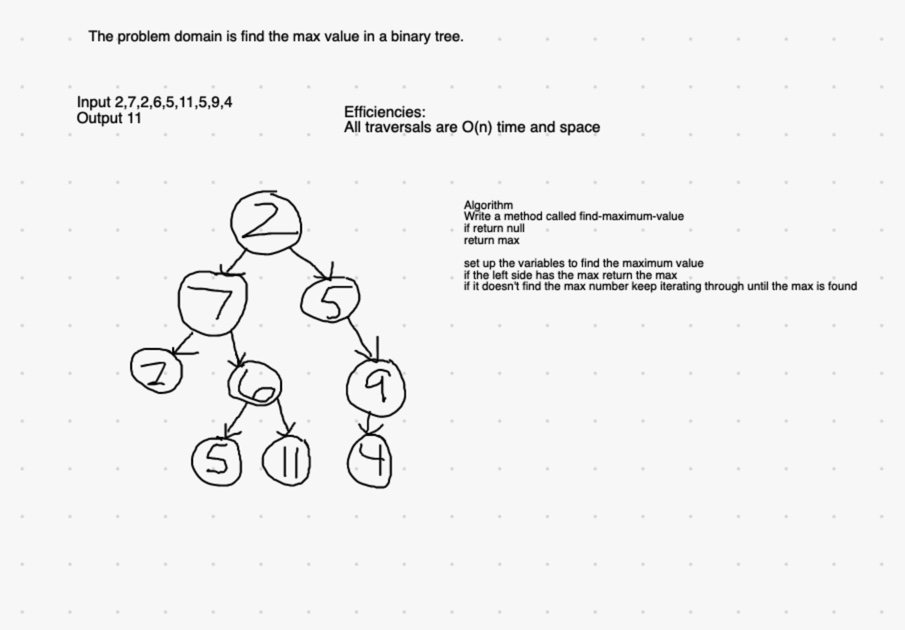 The problem domain is find the max value in a binary tree.
Input 2,7,2,6,5,11,5,9,4
Output 11
Efficiencies:
All traversals are O(n) time and space
Algorithm
Write a method called find-maximum-value
if return null
return max
set up the variables to find the maximum value
if the left side has the max return the max
if it doesn't find the max number keep iterating through until the max is found
2
7
5
2
6
9
5
11
4